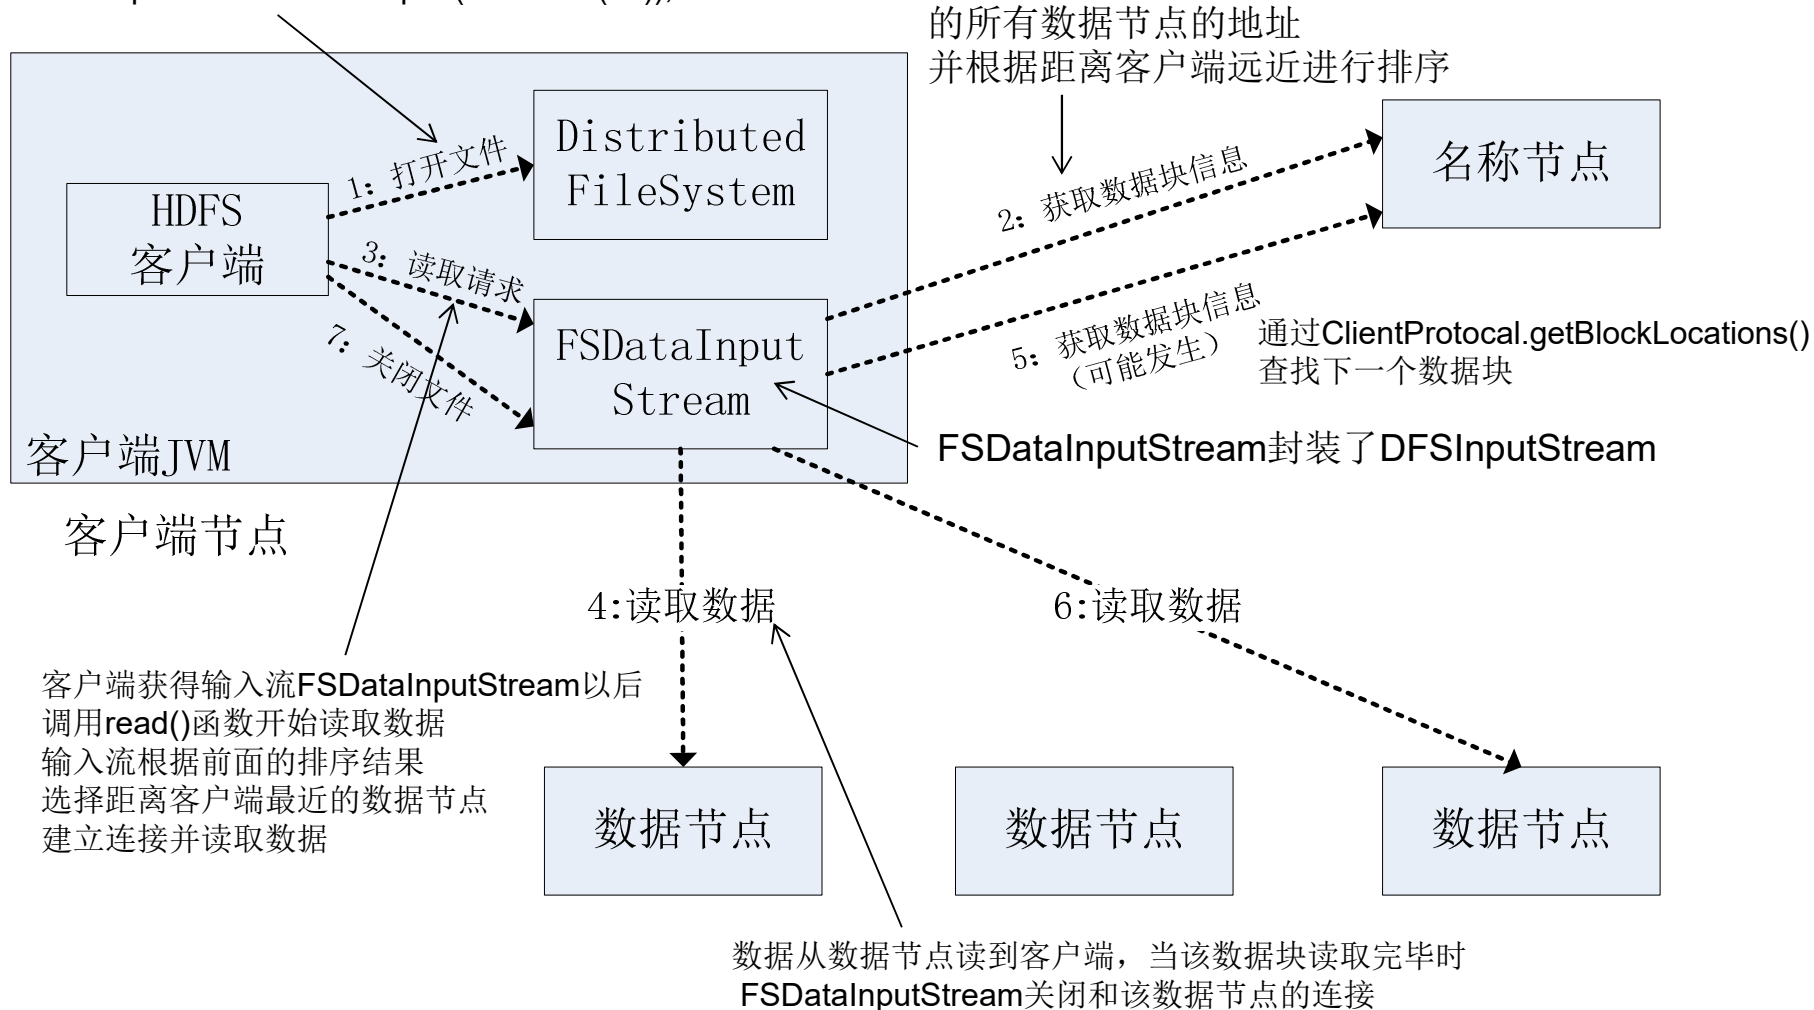 的所有数据节点的地址
并根据距离客户端远近进行排序
Distributed
FileSystem
名称节点
1: 打开文件
2: 获取数据块信息
HDFS
客户端
3: 读取请求
FSDataInput
Stream
5: 获取数据块信息
(可能发生)
通过ClientProtocal.getBlockLocations()
查找下一个数据块
7: 关闭文件
FSDataInputStream封装了DFSInputStream
客户端JVM
客户端节点
4:读取数据
6:读取数据
客户端获得输入流FSDataInputStream以后
调用read()函数开始读取数据
输入流根据前面的排序结果
选择距离客户端最近的数据节点
建立连接并读取数据
数据节点
数据节点
数据节点
数据从数据节点读到客户端，当该数据块读取完毕时
FSDataInputStream关闭和该数据节点的连接